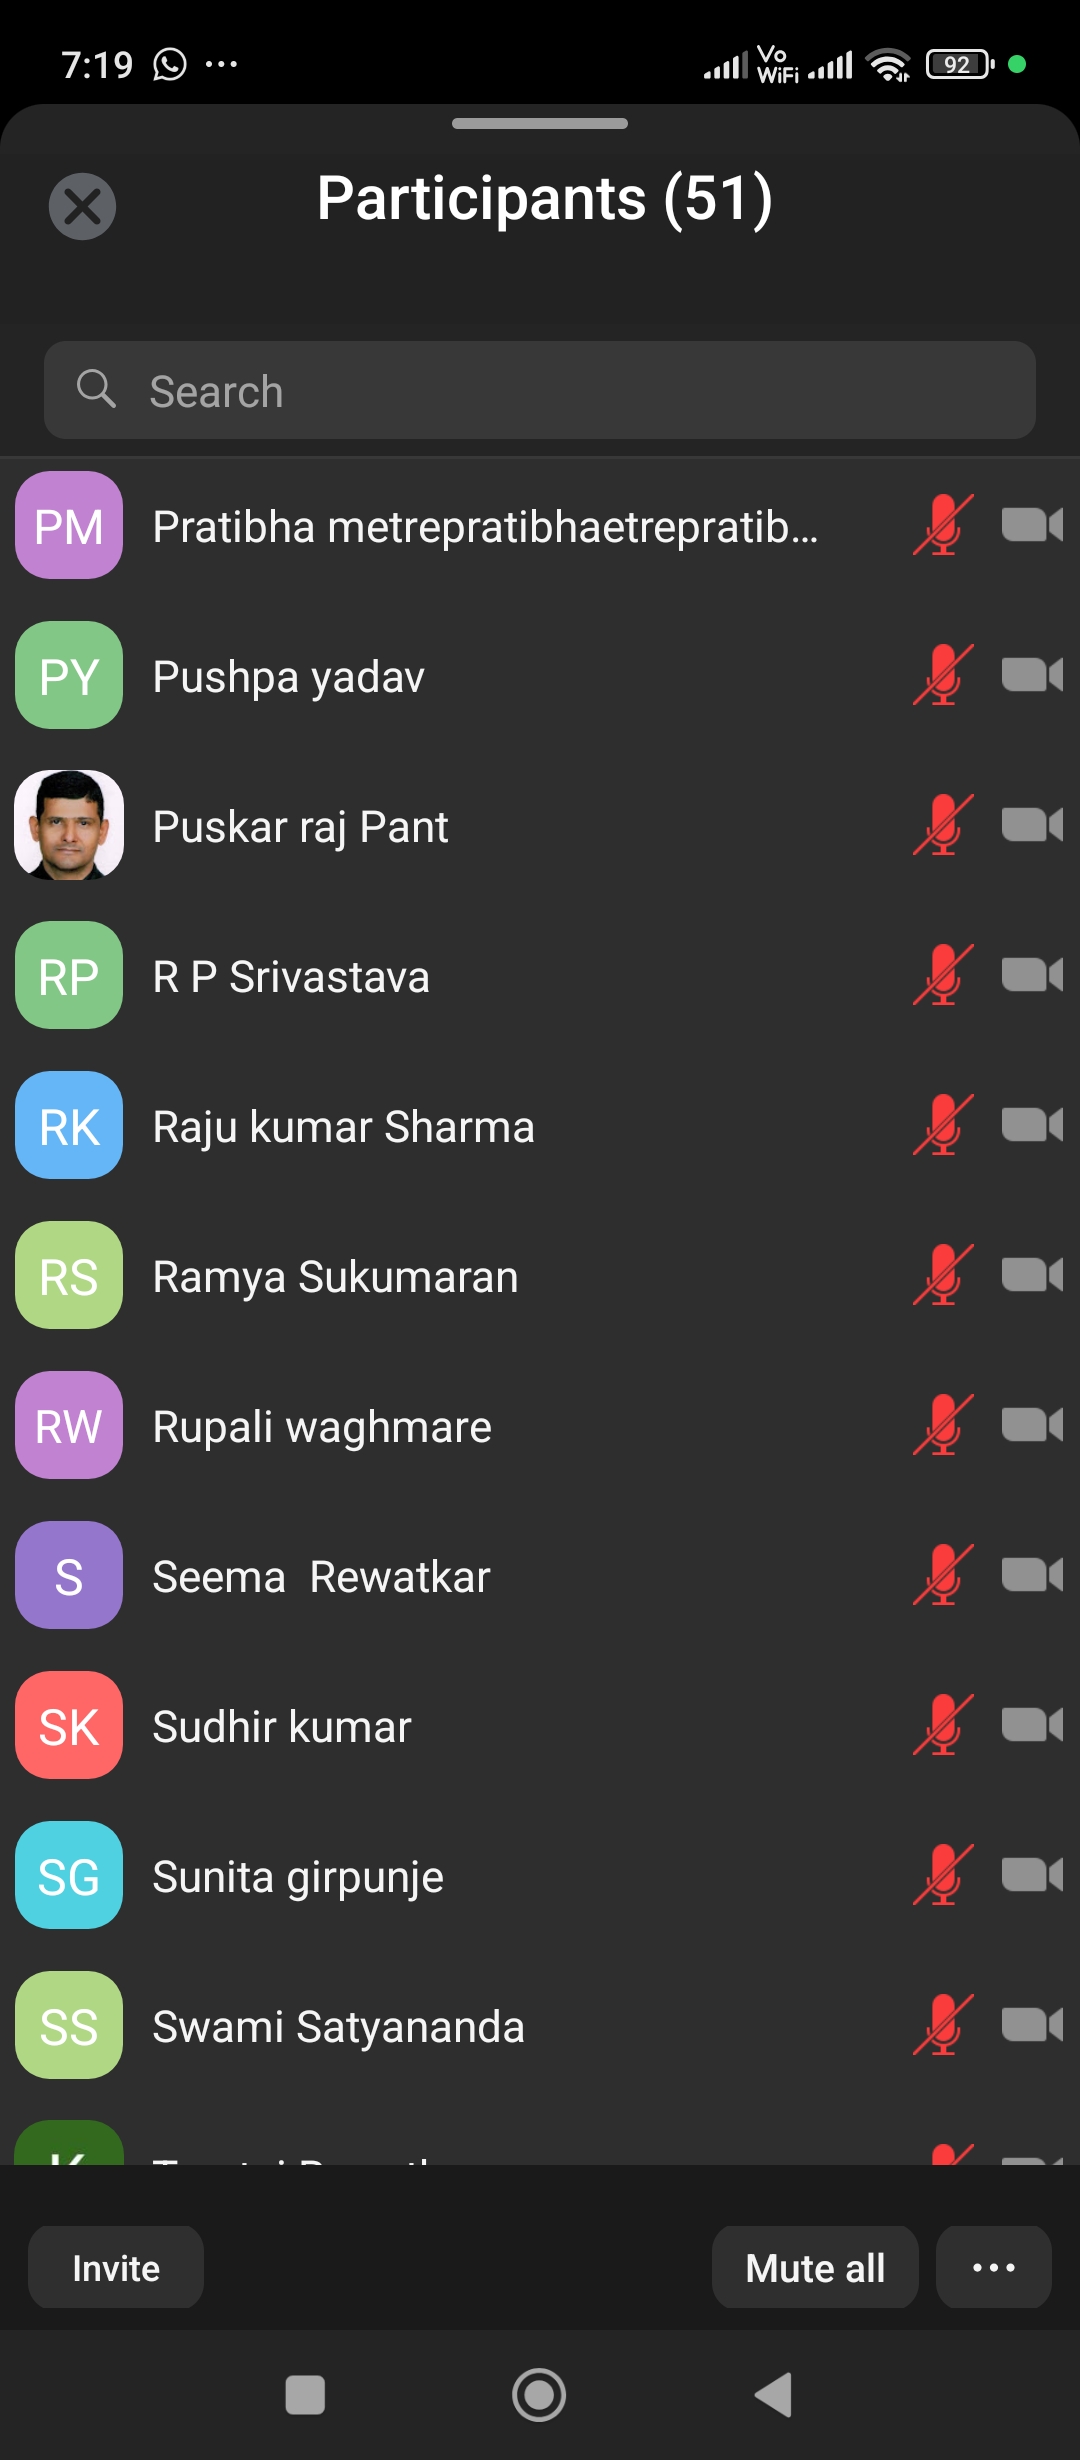 7:19
Vo WiFi
92
Participants (51)
Search
PM Pratibha metrepratibhaetrepratib...
PY Pushpa yadav
Puskar raj Pant
RP R P Srivastava
RK Raju kumar Sharma
RS Ramya Sukumaran
RW Rupali waghmare
S Seema  Rewatkar
SK Sudhir kumar
SG Sunita girpunje
SS Swami Satyananda
Invite Mute all